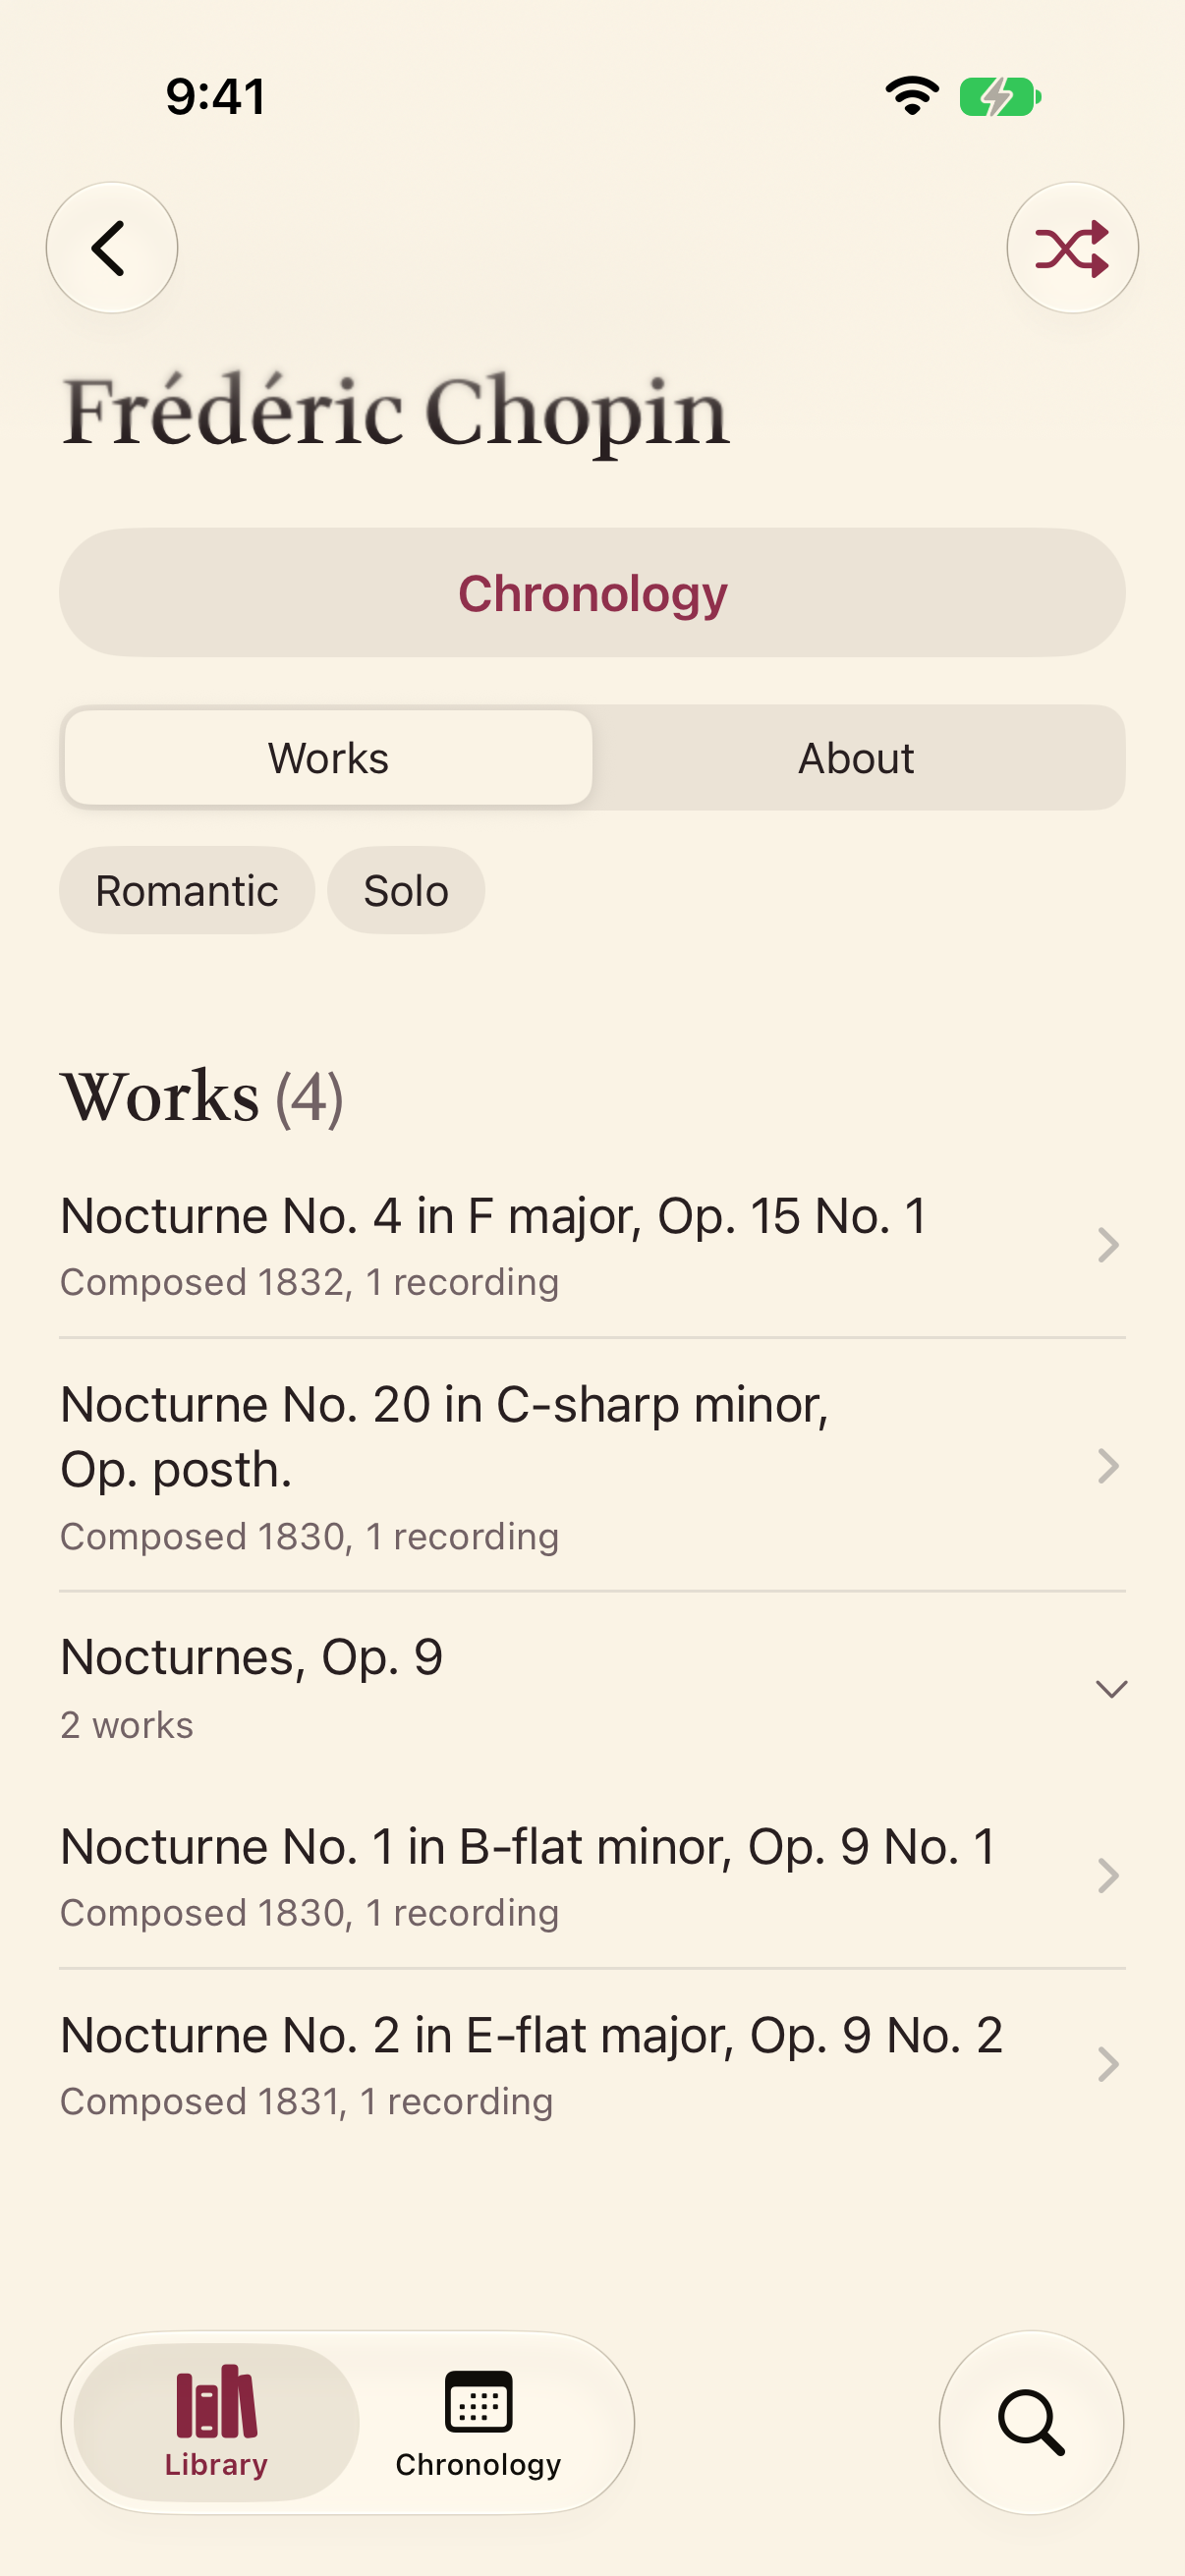 9:41
Frédéric Chopin
Chronology
Works
About
Romantic
Solo
Works (4)
Nocturne No. 4 in F major, Op. 15 No. 1
Composed 1832, 1 recording
Nocturne No. 20 in C-sharp minor,
Op. posth.
Composed 1830, 1 recording
Nocturnes, Op. 9
2 works
Nocturne No. 1 in B-flat minor, Op. 9 No. 1
Composed 1830, 1 recording
Nocturne No. 2 in E-flat major, Op. 9 No. 2
Composed 1831, 1 recording
Library
Chronology